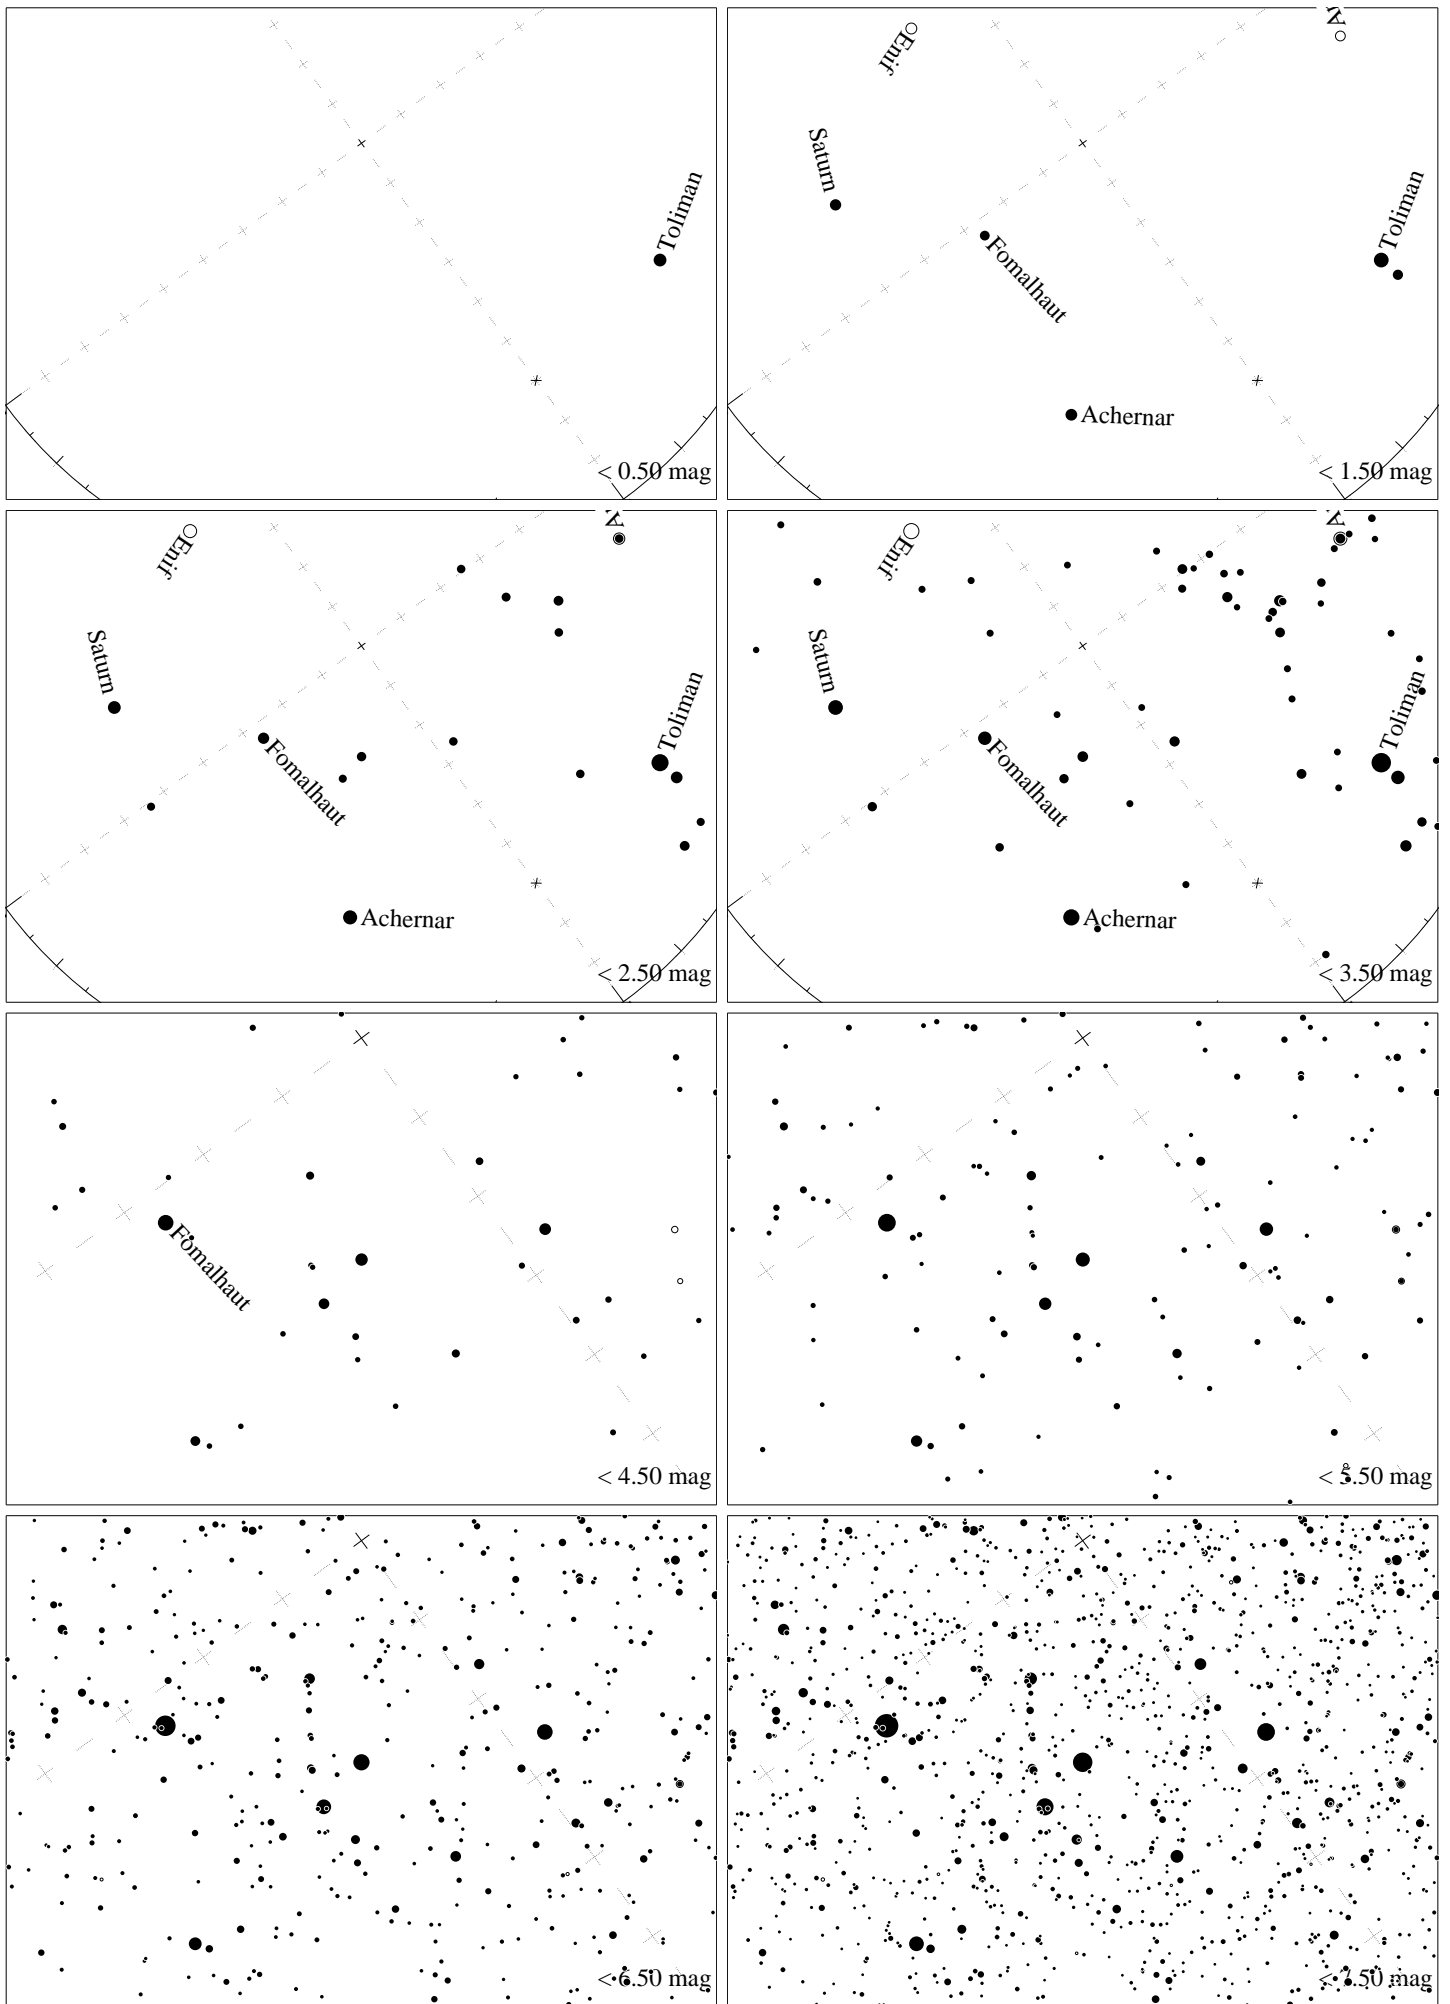 Toliman
< 0.50 mag
A
Enif
Saturn
Toliman
Fomalhaut
Achernar
< 1.50 mag
A
Enif
Saturn
Toliman
Fomalhaut
Achernar
< 2.50 mag
A
Enif
Saturn
Toliman
Fomalhaut
Achernar
< 3.50 mag
Fomalhaut
< 4.50 mag
< 5.50 mag
< 6.50 mag
< 7.50 mag